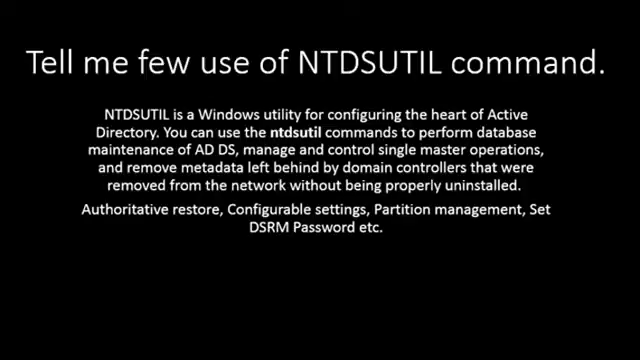 Tell me few use of NTDSUTIL command.
NTDSUTIL is a Windows utility for configuring the heart of Active
Directory. You can use the ntdsutil commands to perform database
maintenance of AD DS, manage and control single master operations,
and remove metadata left behind by domain controllers that were
removed from the network without being properly uninstalled.
Authoritative restore, Configurable settings, Partition management, Set
DSRM Password etc.